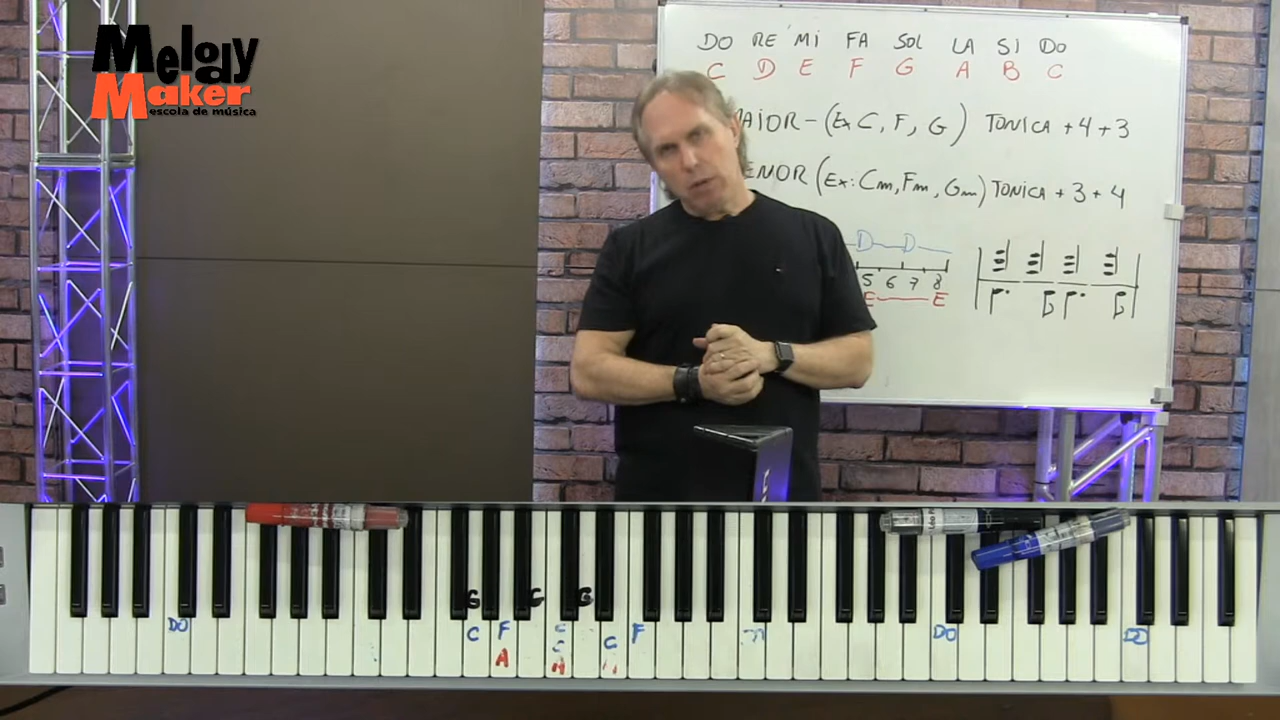 Melody
Maker
escola de música
DO RE MI FA SOL LA SI DO
C D E F G A B C
AIOR - (Ex C, F, G) TONICA + 4 + 3
ENOR (Ex: Cm, Fm, Gm) TONICA + 3 + 4
D D
5 6 7 8
E E
G G G
DO C F C C F DO DO
A A